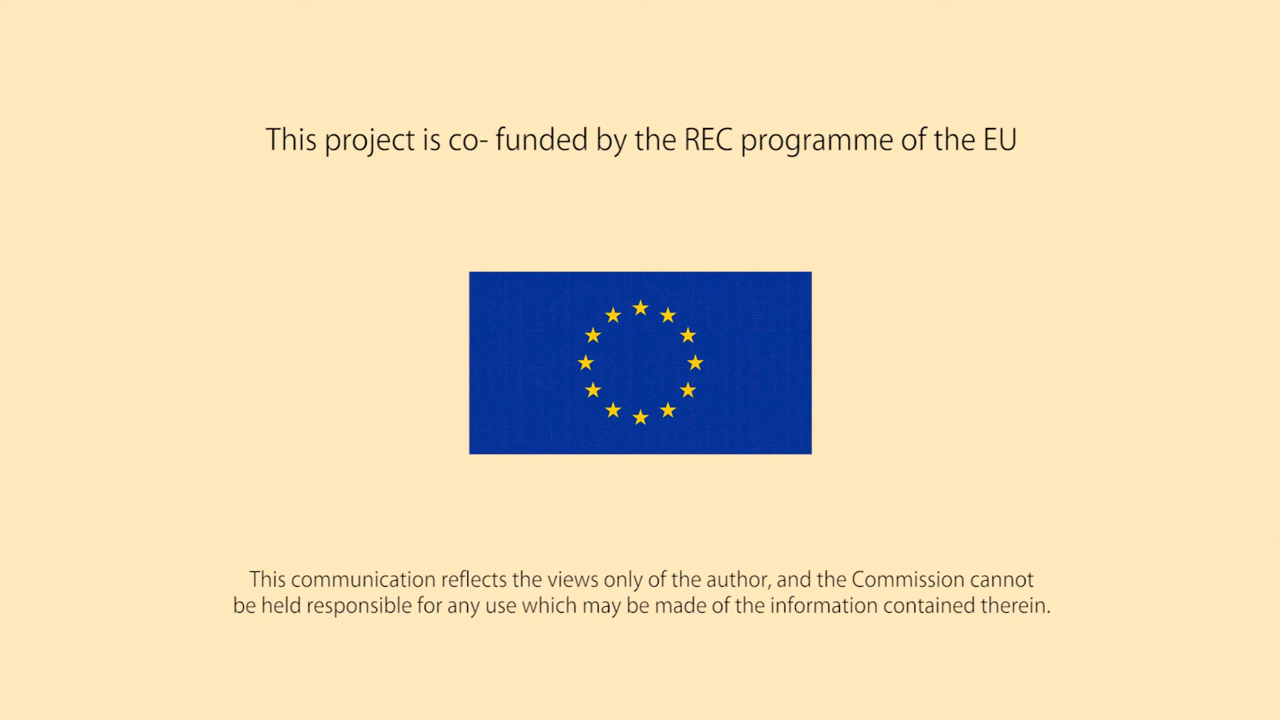 This project is co- funded by the REC programme of the EU
This communication reflects the views only of the author, and the Commission cannot
be held responsible for any use which may be made of the information contained therein.